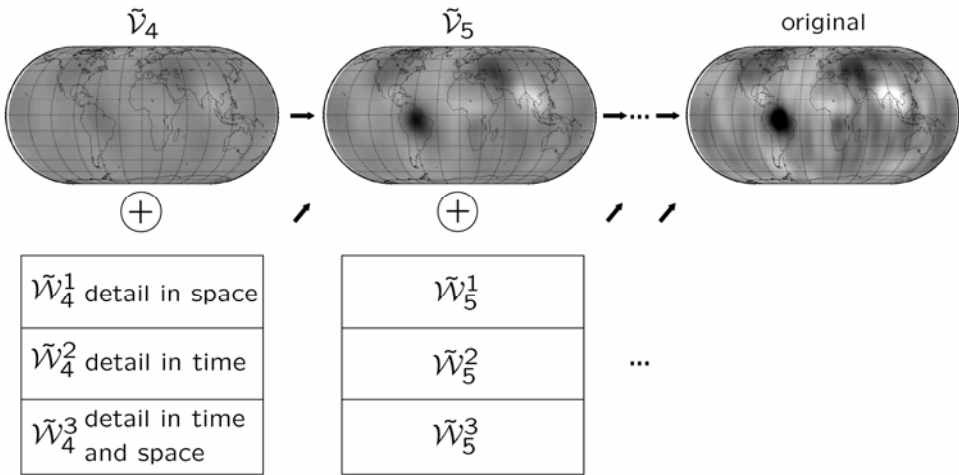 Ṽ₄ Ṽ₅ original
→ → ... →
⊕ ⊕
W̃₄¹ detail in space W̃₅¹
W̃₄² detail in time W̃₅² ...
W̃₄³ detail in time W̃₅³
and space